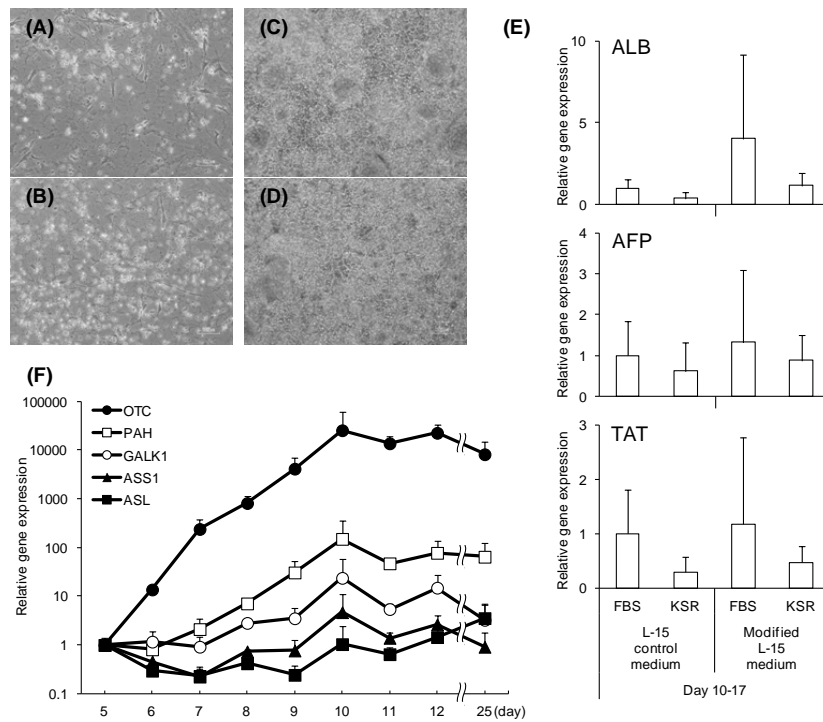 (A)
(B)
(C)
(D)
(E)
ALB
Relative gene expression
10
5
0
AFP
Relative gene expression
4
3
2
1
0
TAT
Relative gene expression
3
2
1
0
FBS KSR FBS KSR
L-15 control medium
Modified L-15 medium
Day 10-17
(F)
Relative gene expression
100000
10000
1000
100
10
1
0.1
OTC
PAH
GALK1
ASS1
ASL
5 6 7 8 9 10 11 12 25 (day)